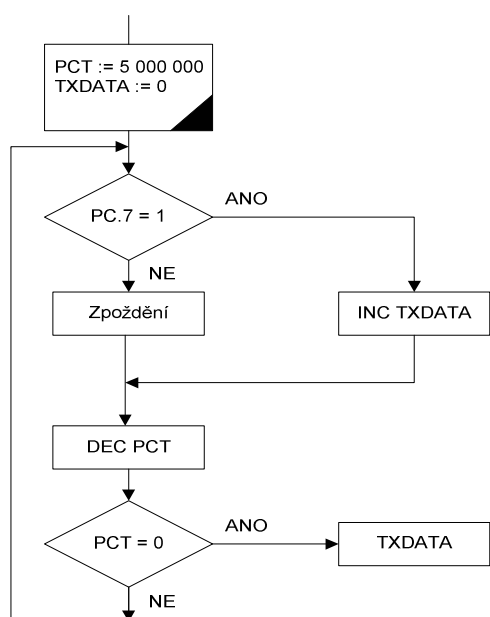 PCT := 5 000 000
TXDATA := 0
PC.7 = 1
ANO
NE
Zpoždění
INC TXDATA
DEC PCT
PCT = 0
ANO
TXDATA
NE